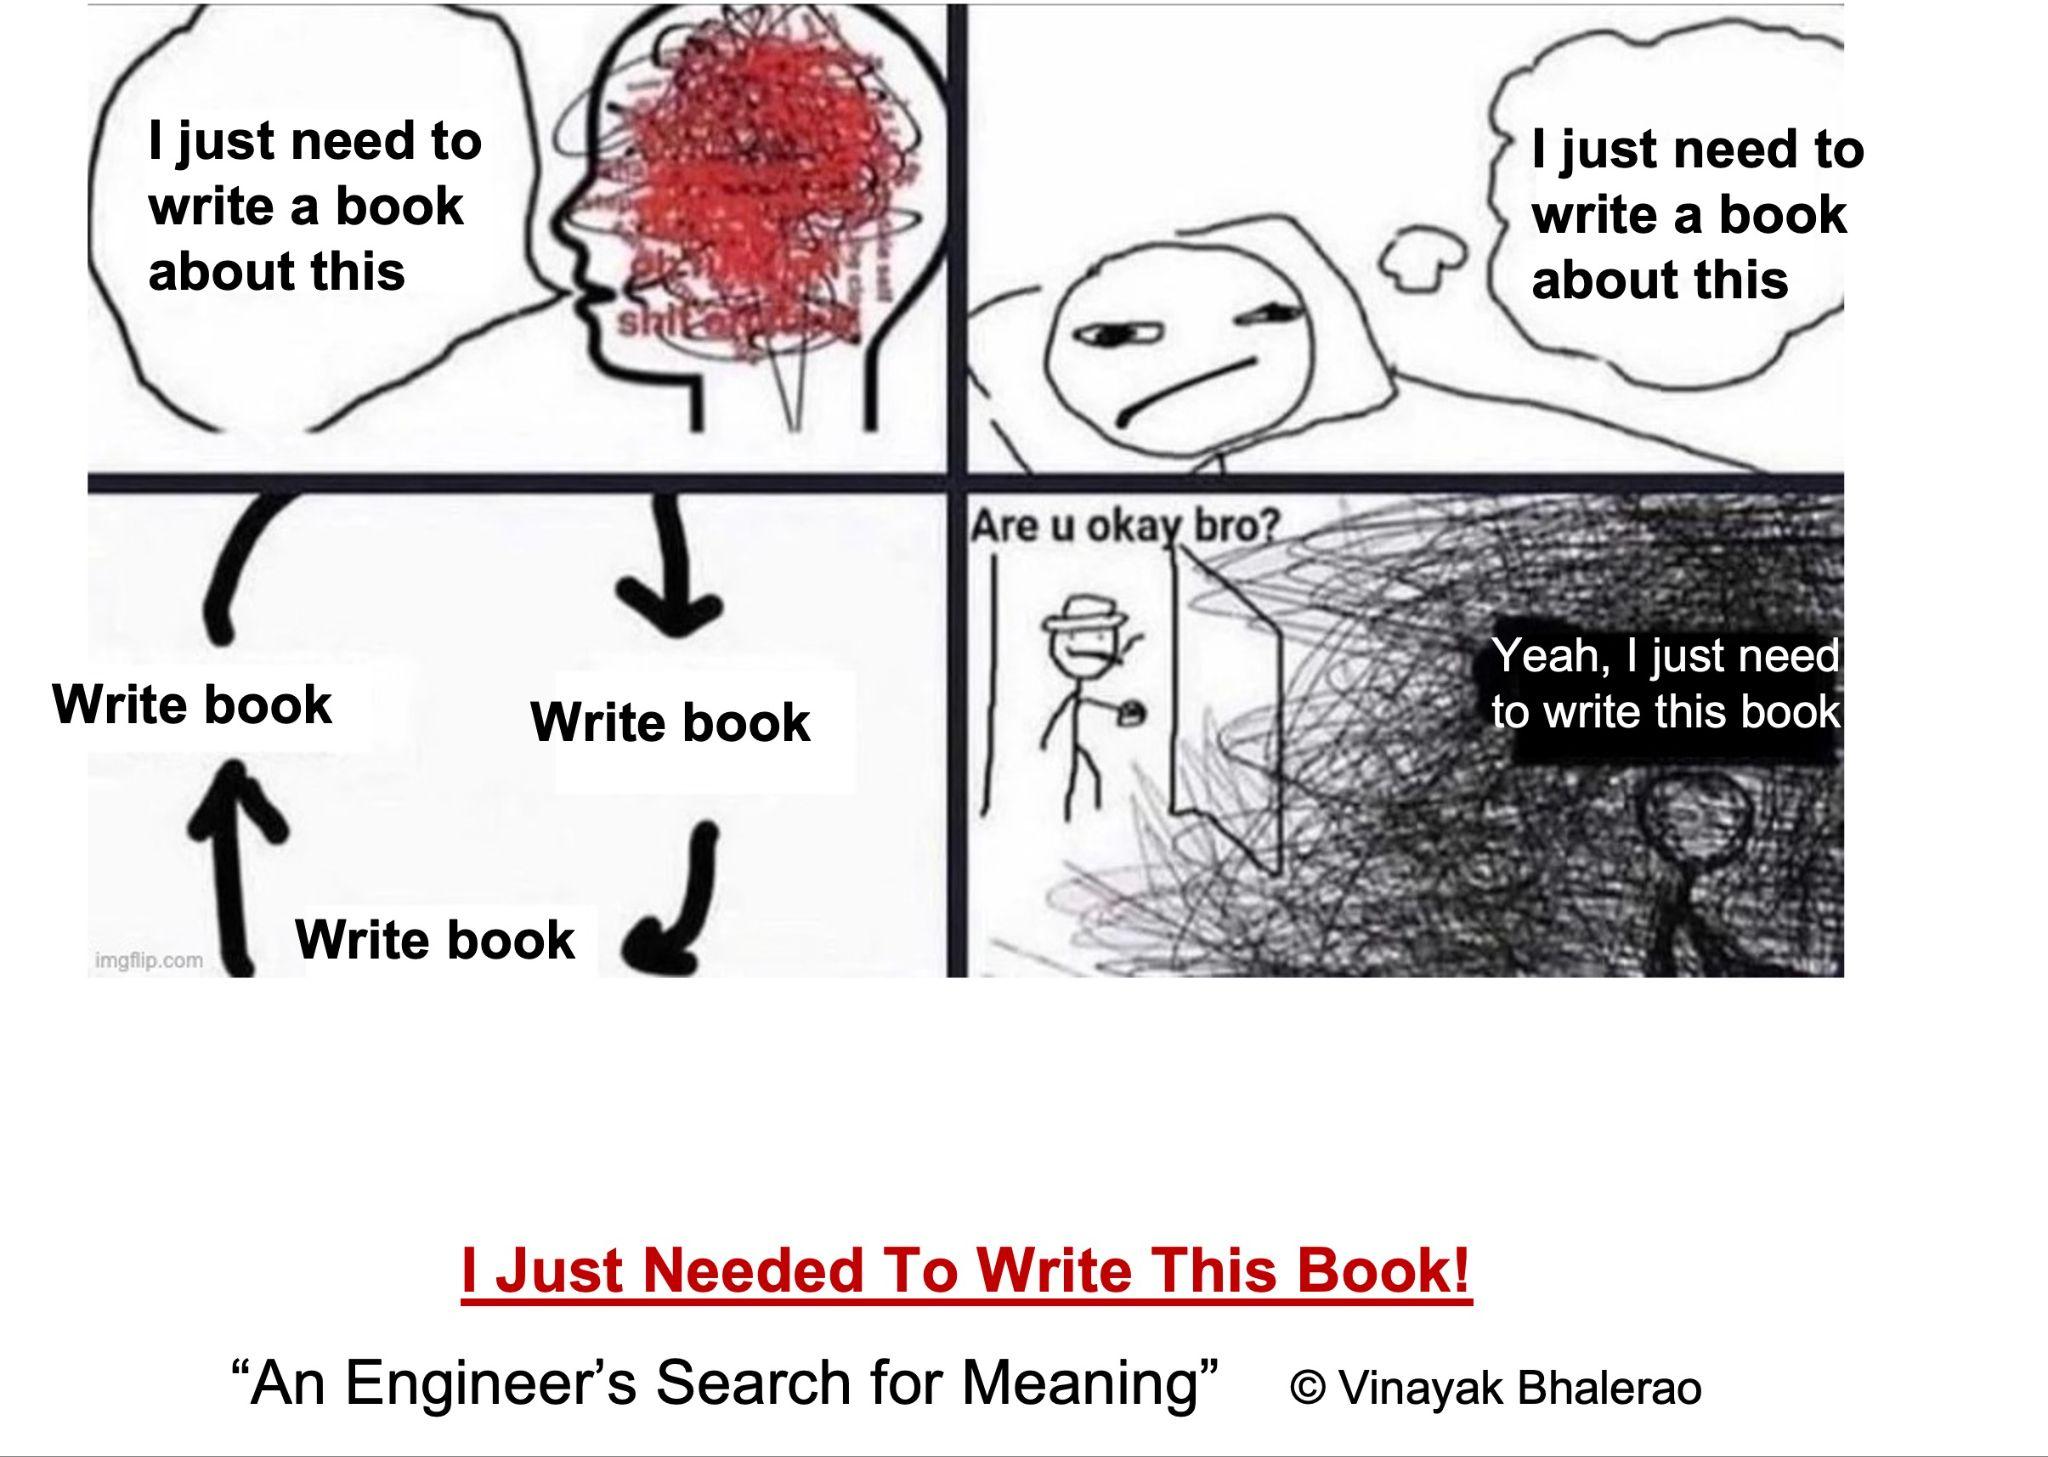 I just need to
write a book
about this
I just need to
write a book
about this
Write book
Write book
Write book
imgflip.com
Are u okay bro?
Yeah, I just need
to write this book
I Just Needed To Write This Book!
“An Engineer’s Search for Meaning” © Vinayak Bhalerao